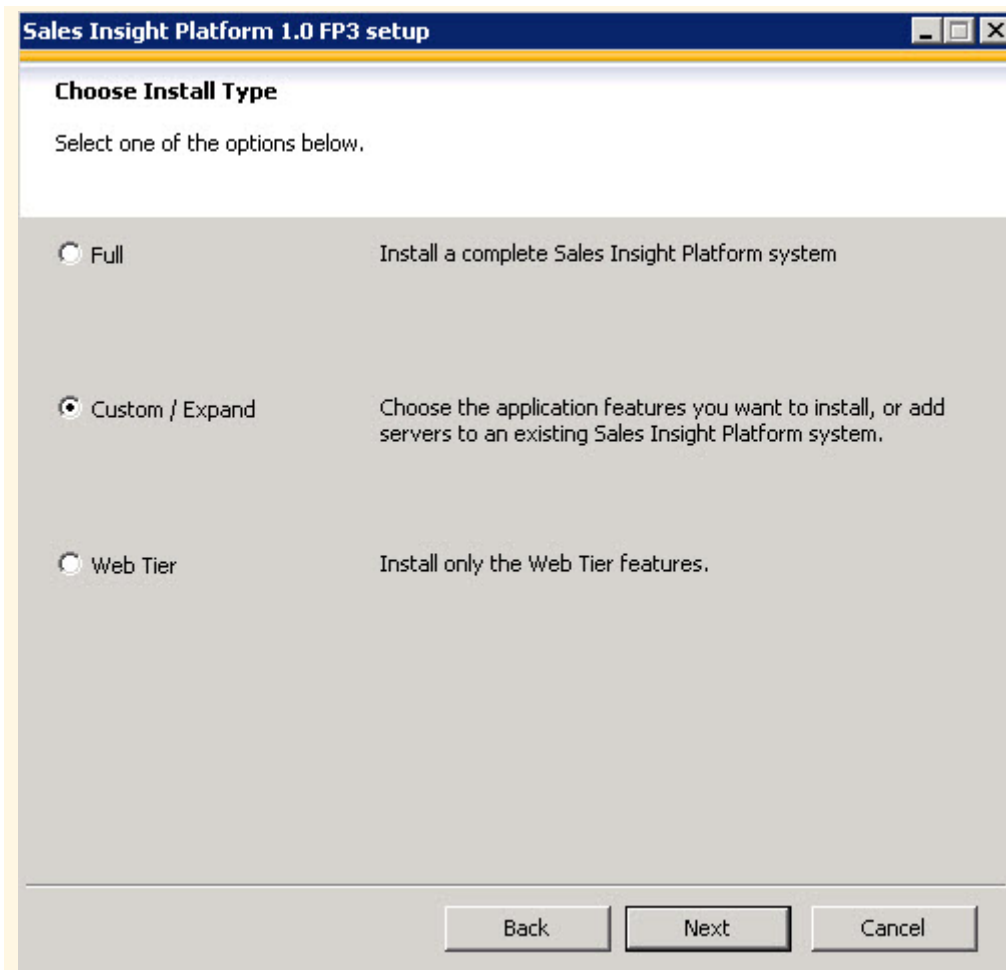 Sales Insight Platform 1.0 FP3 setup
Choose Install Type
Select one of the options below.
Full
Install a complete Sales Insight Platform system
Custom / Expand
Choose the application features you want to install, or add
servers to an existing Sales Insight Platform system.
Web Tier
Install only the Web Tier features.
Back
Next
Cancel